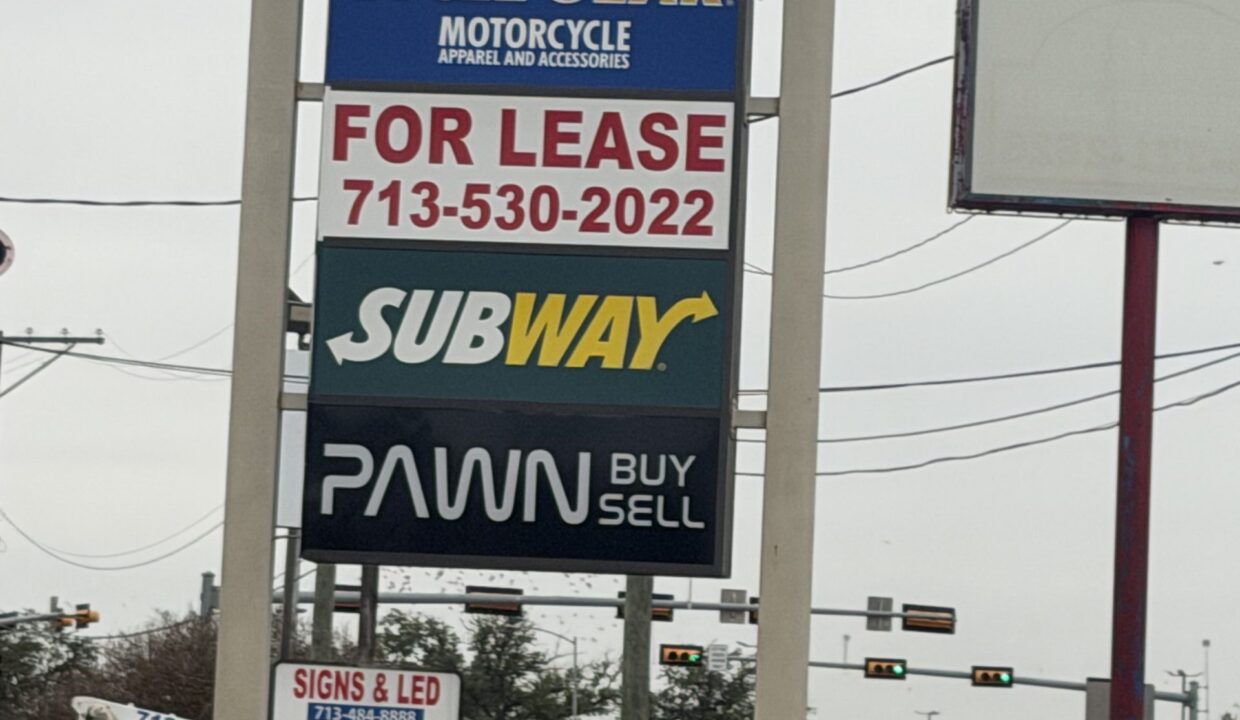 MOTORCYCLE
APPAREL AND ACCESSORIES
FOR LEASE
713-530-2022
SUBWAY
PAWN BUY
SELL
SIGNS & LED
713-484-8888